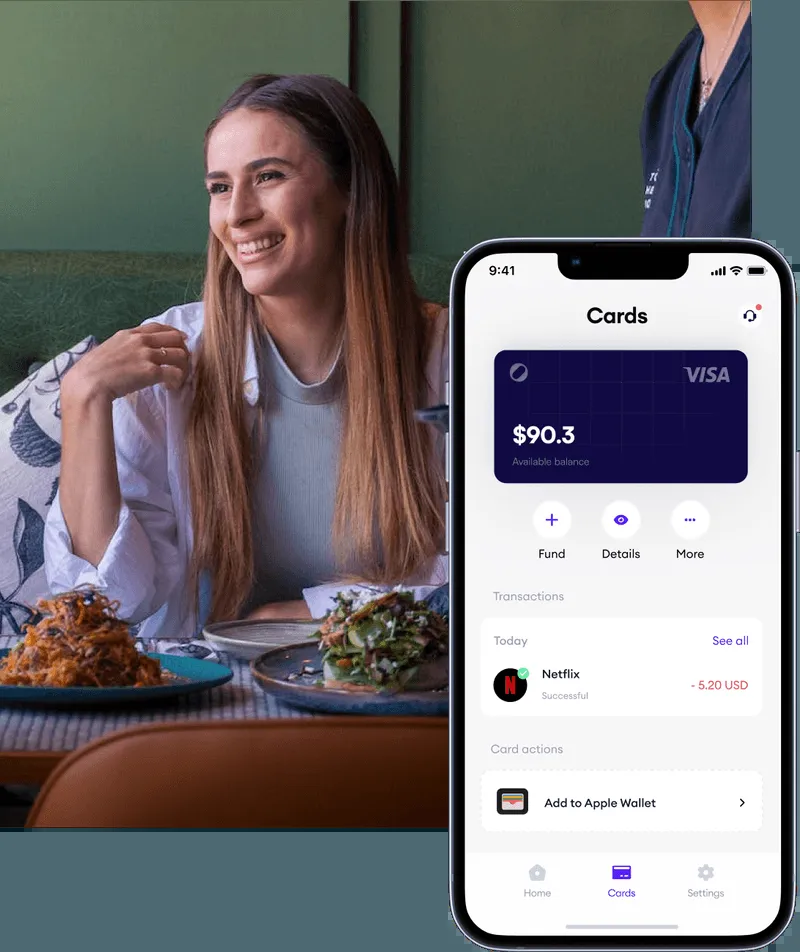 9:41
Cards
VISA
$90.3
Available balance
Fund Details More
Transactions
Today See all
Netflix
Successful
- 5.20 USD
Card actions
Add to Apple Wallet
Home Cards Settings